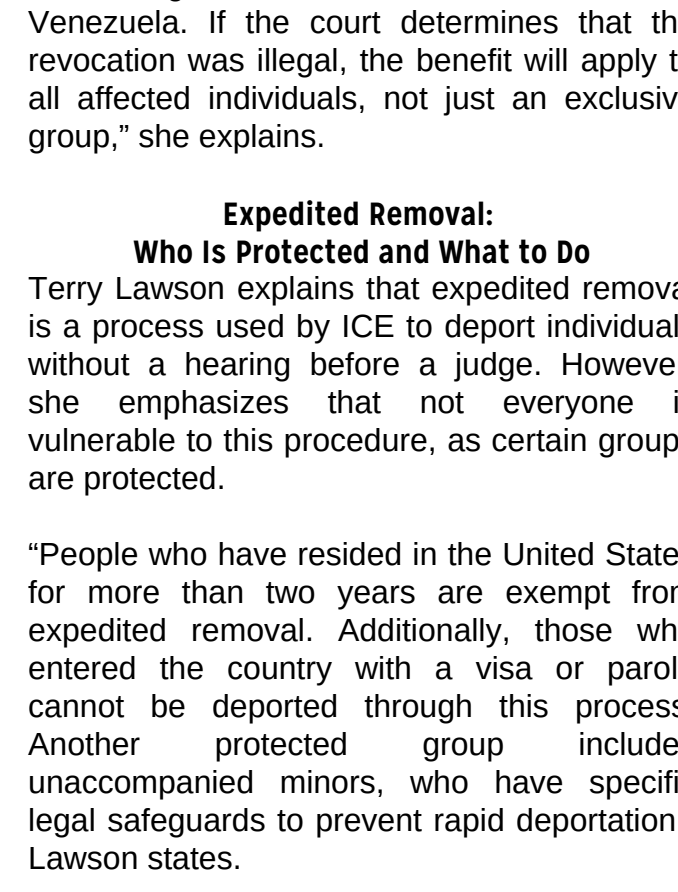 Venezuela. If the court determines that th
revocation was illegal, the benefit will apply t
all affected individuals, not just an exclusiv
group,” she explains.
Expedited Removal:
Who Is Protected and What to Do
Terry Lawson explains that expedited remova
is a process used by ICE to deport individual
without a hearing before a judge. Howeve
she emphasizes that not everyone i
vulnerable to this procedure, as certain group
are protected.
“People who have resided in the United State
for more than two years are exempt fro
expedited removal. Additionally, those wh
entered the country with a visa or parol
cannot be deported through this process
Another protected group include
unaccompanied minors, who have specifi
legal safeguards to prevent rapid deportation
Lawson states.